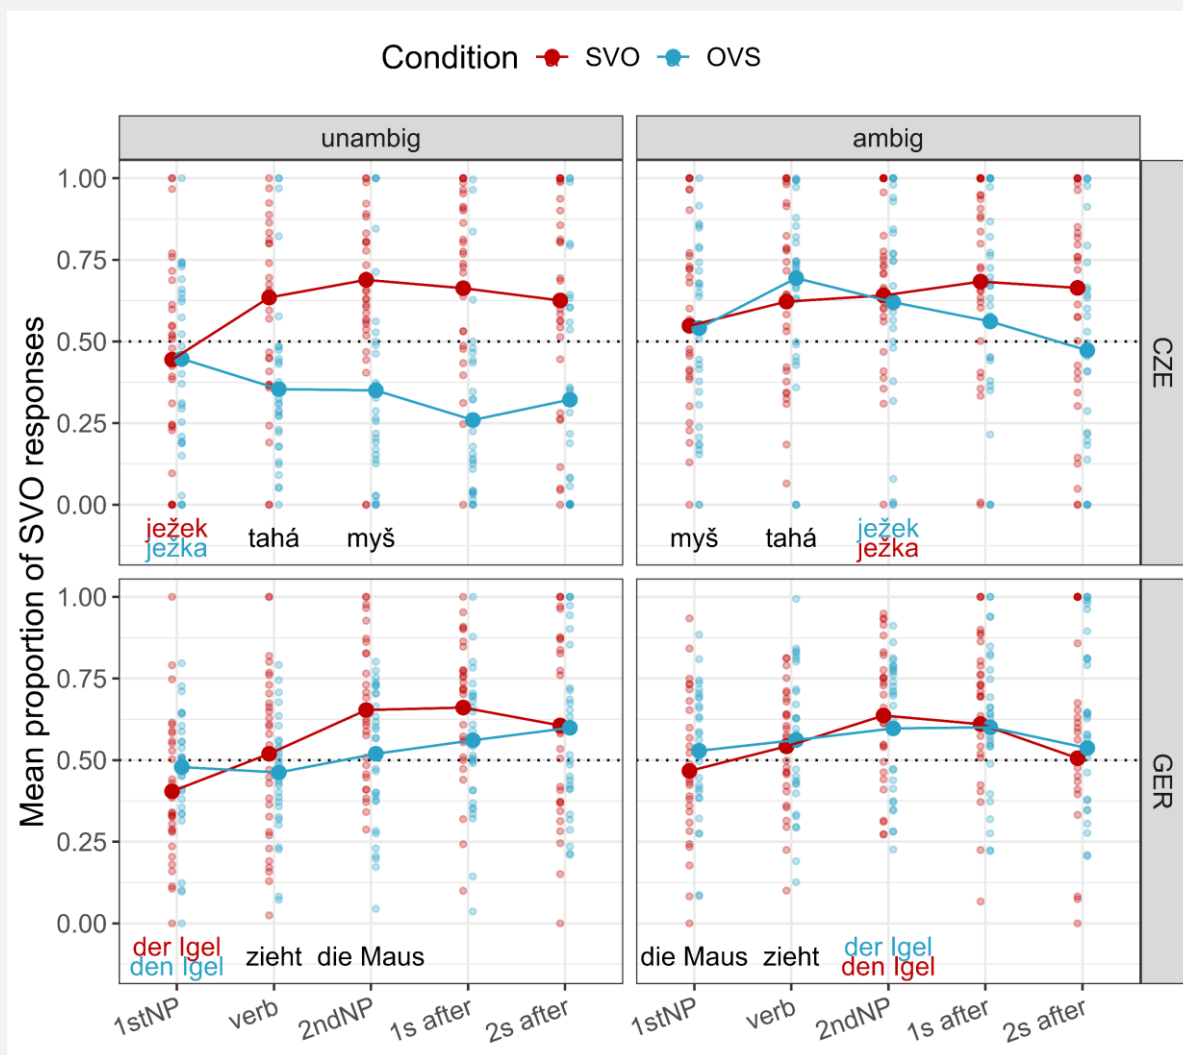 Condition SVO OVS
unambig ambig
Mean proportion of SVO responses
1.00
0.75
0.50
0.25
0.00
ježek
ježka
tahá myš
myš tahá
ježek
ježka
CZE
1.00
0.75
0.50
0.25
0.00
der Igel
den Igel
zieht die Maus
die Maus zieht
der Igel
den Igel
GER
1stNP verb 2ndNP 1s after 2s after
1stNP verb 2ndNP 1s after 2s after